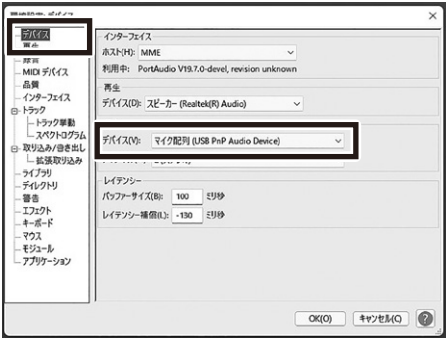 デバイス
MIDI デバイス
品質
インターフェイス
トラック
トラック挙動
スペクトログラム
取り込み/書き出し
拡張取り込み
ライブラリ
ディレクトリ
警告
エフェクト
キーボード
マウス
モジュール
アプリケーション
インターフェイス
ホスト(H): MME
利用中: PortAudio V19.7.0-devel, revision unknown
再生
デバイス(D): スピーカー (Realtek(R) Audio)
デバイス(V): マイク配列 (USB PnP Audio Device)
レイテンシー
バッファーサイズ(B): 100 ミリ秒
レイテンシー補償(L): -130 ミリ秒
OK(O) キャンセル(C) ?